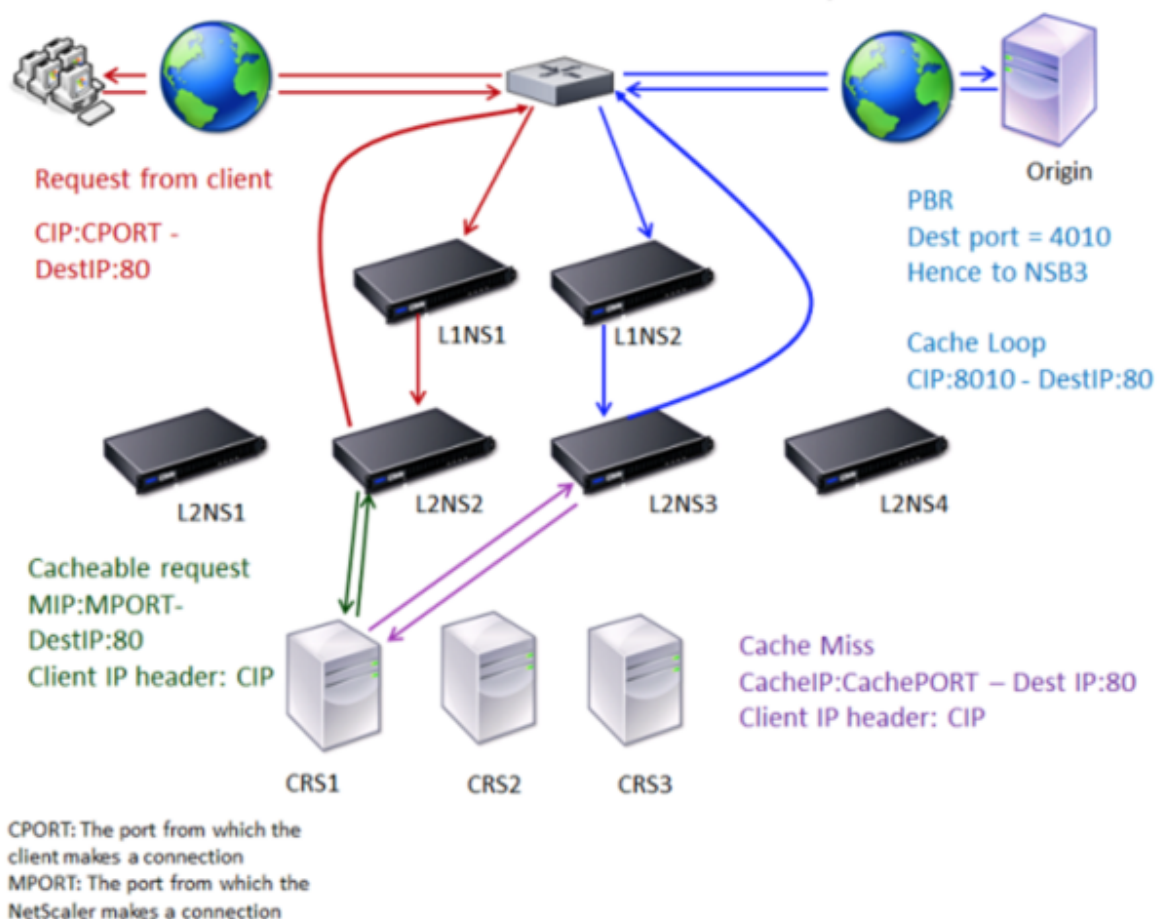 Origin
Request from client
CIP:CPORT -
DestIP:80
PBR
Dest port = 4010
Hence to NSB3
Cache Loop
CIP:8010 - DestIP:80
L1NS1
L1NS2
L2NS1
L2NS2
L2NS3
L2NS4
Cacheable request
MIP:MPORT-
DestIP:80
Client IP header: CIP
Cache Miss
CacheIP:CachePORT – Dest IP:80
Client IP header: CIP
CRS1
CRS2
CRS3
CPORT: The port from which the
client makes a connection
MPORT: The port from which the
NetScaler makes a connection